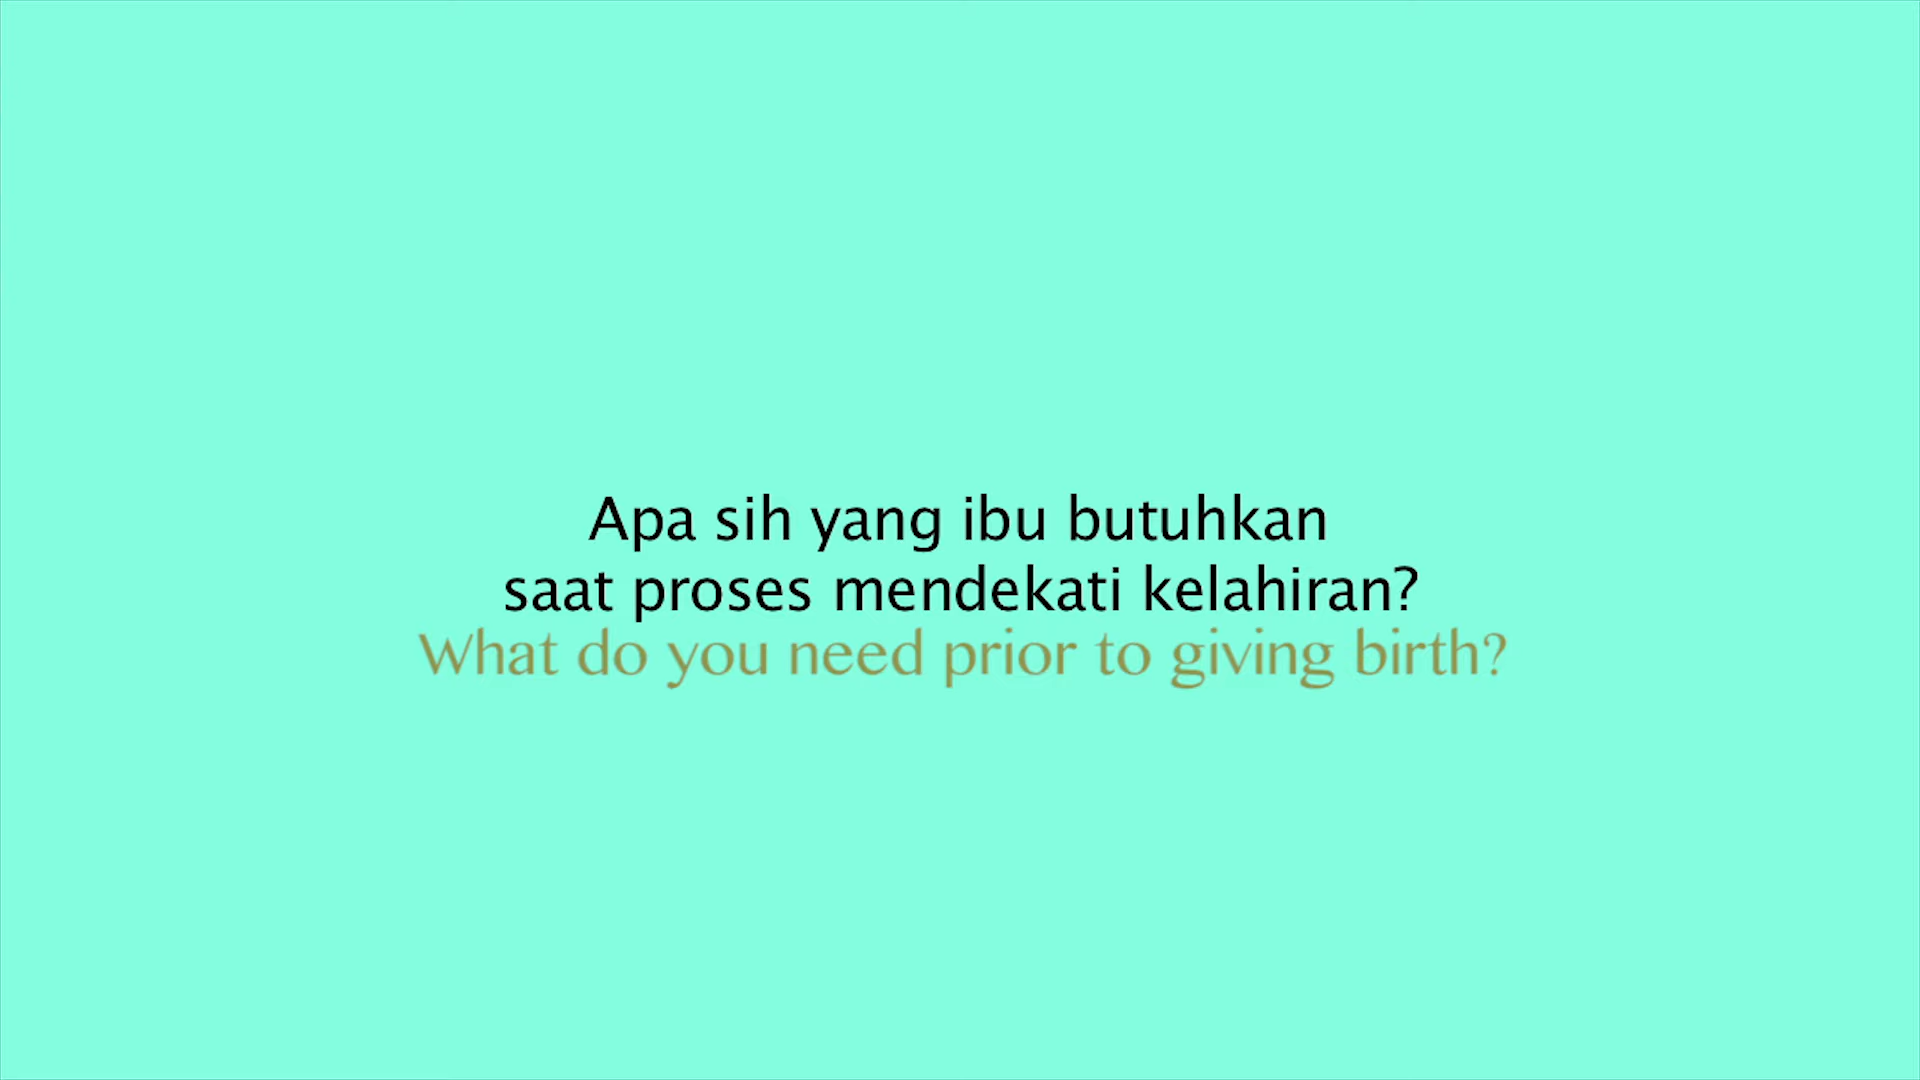 Apa sih yang ibu butuhkan
saat proses mendekati kelahiran?
What do you need prior to giving birth?